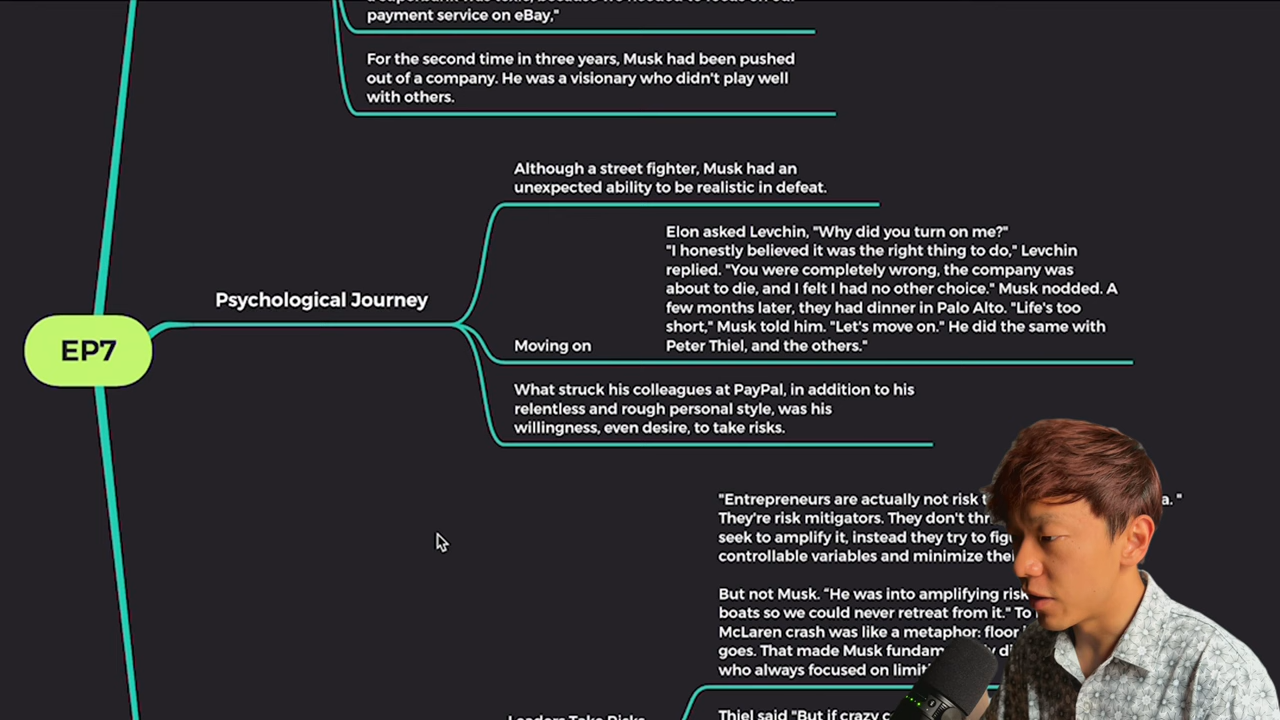 payment service on eBay,"
For the second time in three years, Musk had been pushed
out of a company. He was a visionary who didn't play well
with others.
Although a street fighter, Musk had an
unexpected ability to be realistic in defeat.
Elon asked Levchin, "Why did you turn on me?"
"I honestly believed it was the right thing to do," Levchin
replied. "You were completely wrong, the company was
about to die, and I felt I had no other choice." Musk nodded. A
few months later, they had dinner in Palo Alto. "Life's too
short," Musk told him. "Let's move on." He did the same with
Peter Thiel, and the others."
Psychological Journey
EP7
Moving on
What struck his colleagues at PayPal, in addition to his
relentless and rough personal style, was his
willingness, even desire, to take risks.
"Entrepreneurs are actually not risk
They're risk mitigators. They don't
seek to amplify it, instead they try to
controllable variables and minimize
But not Musk. "He was into amplifying risk
boats so we could never retreat from it."
McLaren crash was like a metaphor: floor
goes. That made Musk
who always focused on
Leaders Take Risks
Thiel said "But if crazy